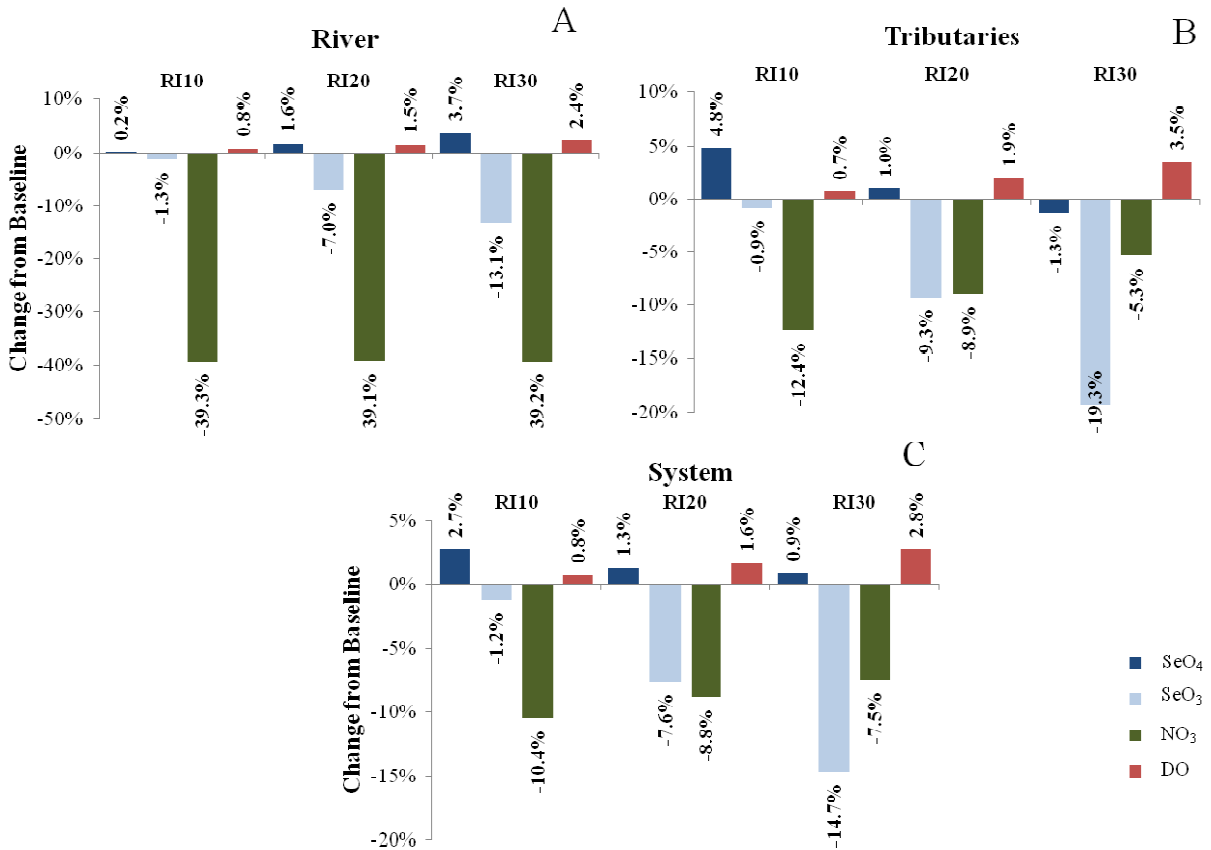 A
River
RI10
RI20
RI30
Change from Baseline
10%
0%
-10%
-20%
-30%
-40%
-50%
0.2%
-1.3%
-39.3%
0.8%
1.6%
-7.0%
39.1%
1.5%
3.7%
-13.1%
39.2%
2.4%
B
Tributaries
RI10
RI20
RI30
10%
5%
0%
-5%
-10%
-15%
-20%
4.8%
-0.9%
-12.4%
0.7%
1.0%
-9.3%
-8.9%
1.9%
-1.3%
-19.3%
-5.3%
3.5%
C
System
RI10
RI20
RI30
Change from Baseline
5%
0%
-5%
-10%
-15%
-20%
2.7%
-1.2%
-10.4%
0.8%
1.3%
-7.6%
-8.8%
1.6%
0.9%
-14.7%
-7.5%
2.8%
SeO₄
SeO₃
NO₃
DO